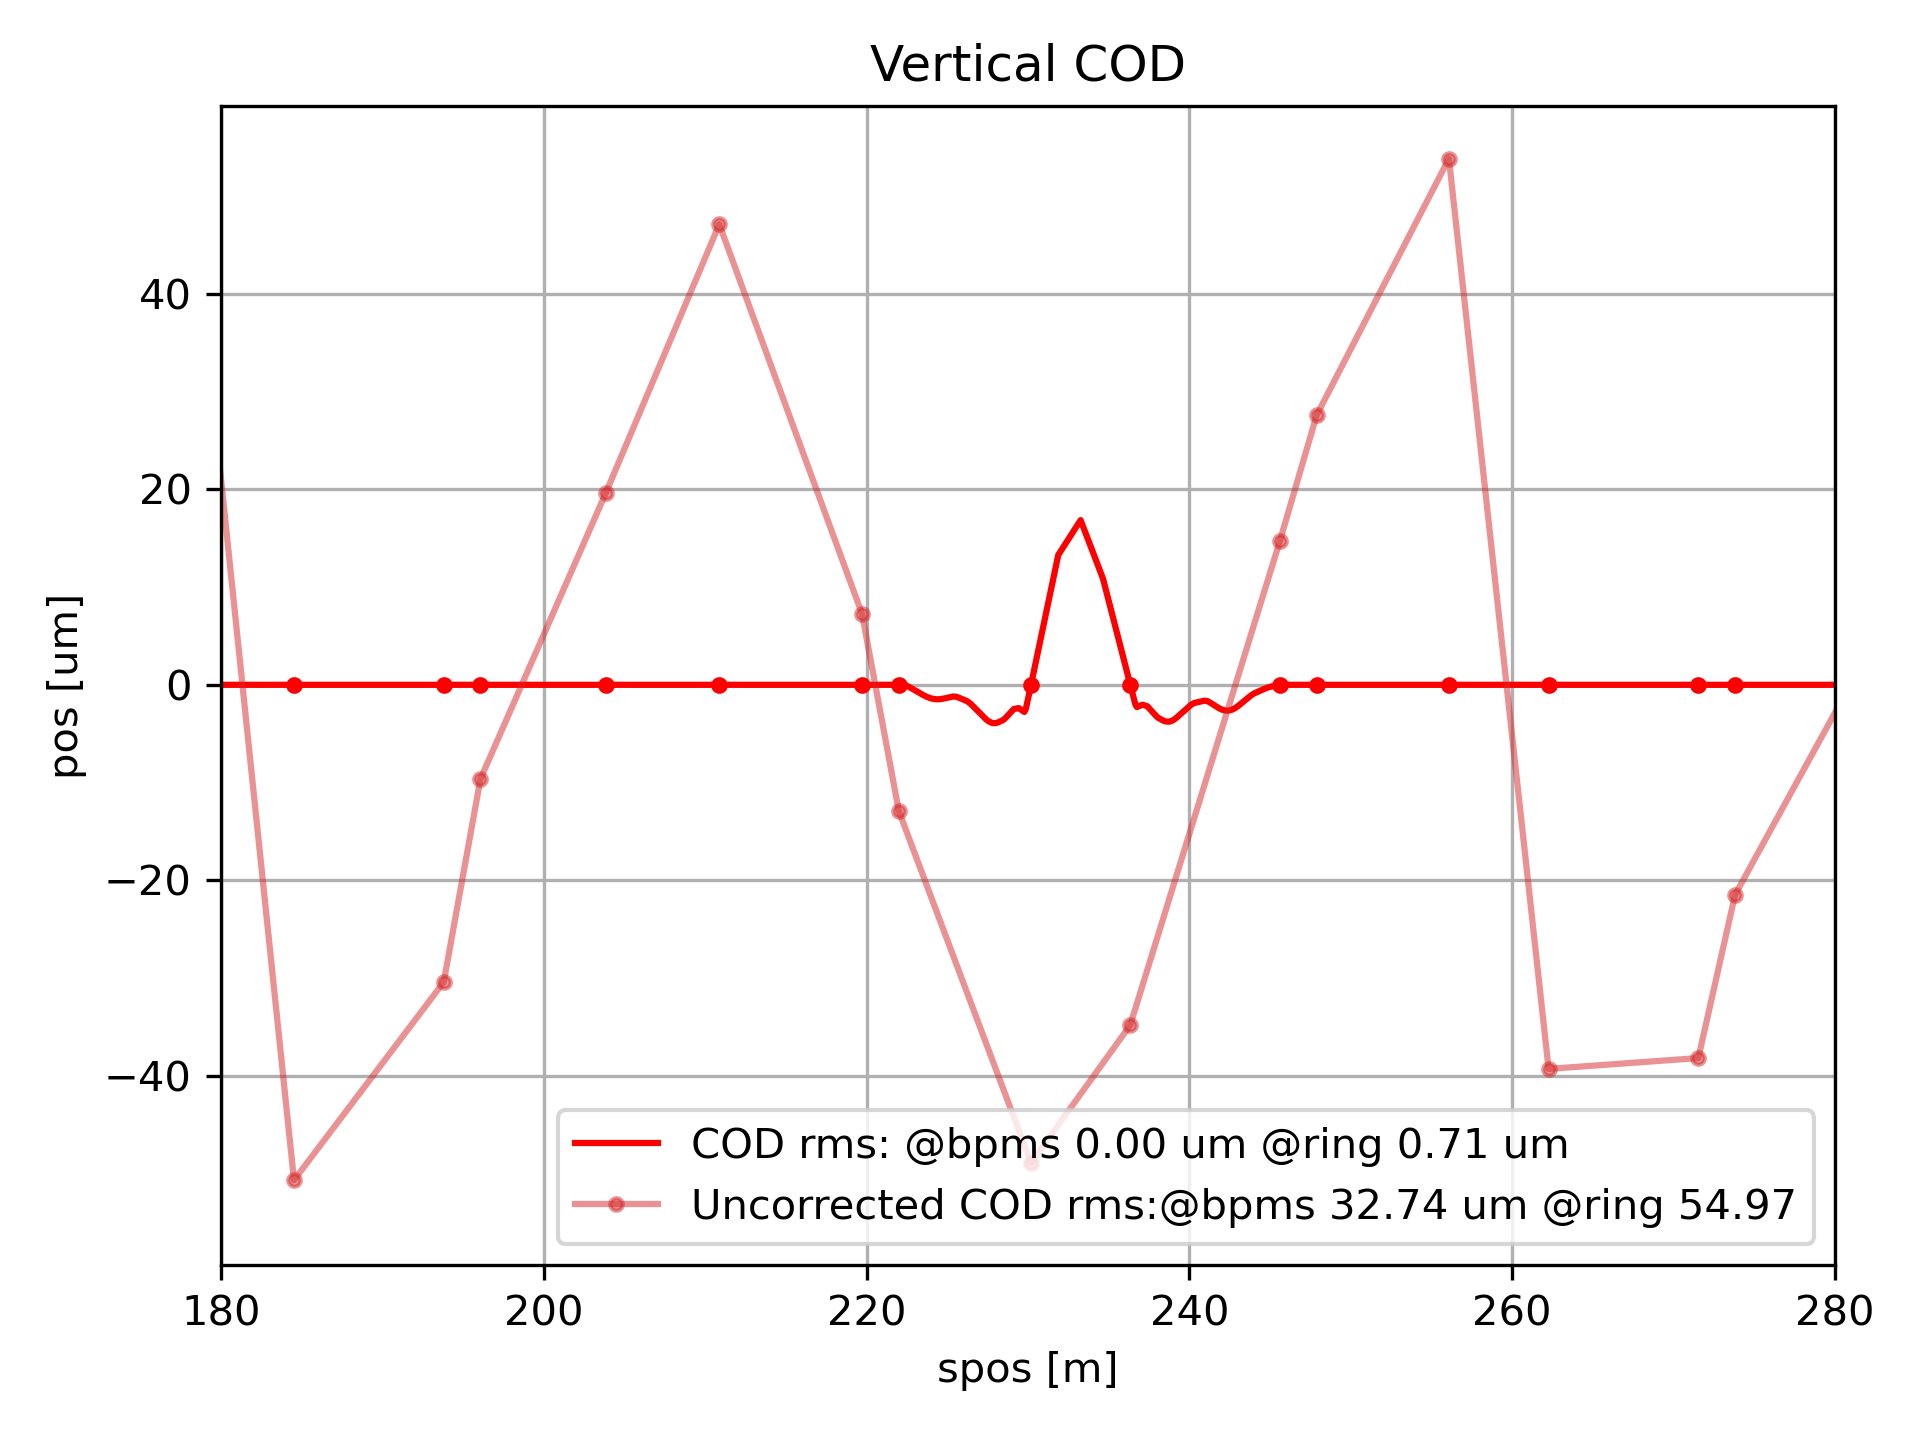 Vertical COD
pos [um]
40
20
0
−20
−40
COD rms: @bpms 0.00 um @ring 0.71 um
Uncorrected COD rms:@bpms 32.74 um @ring 54.97
180 200 220 240 260 280
spos [m]